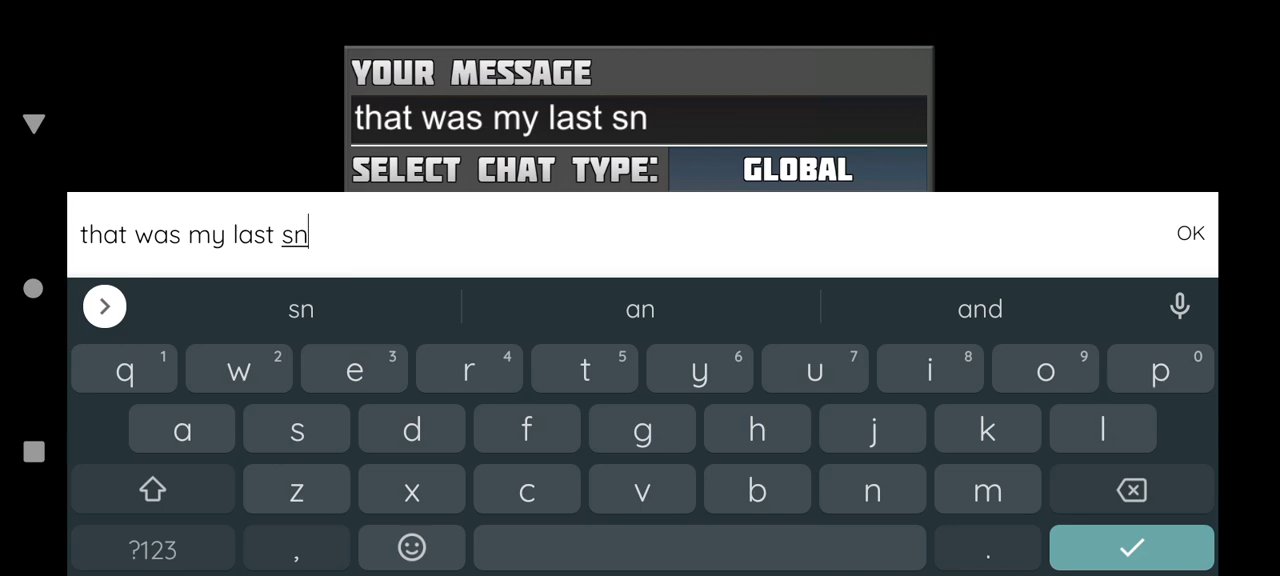 YOUR MESSAGE
that was my last sn
SELECT CHAT TYPE: GLOBAL
that was my last sn OK
sn an and
q 1 w 2 e 3 r 4 t 5 y 6 u 7 i 8 o 9 p 0
a s d f g h j k l
z x c v b n m
?123 , .